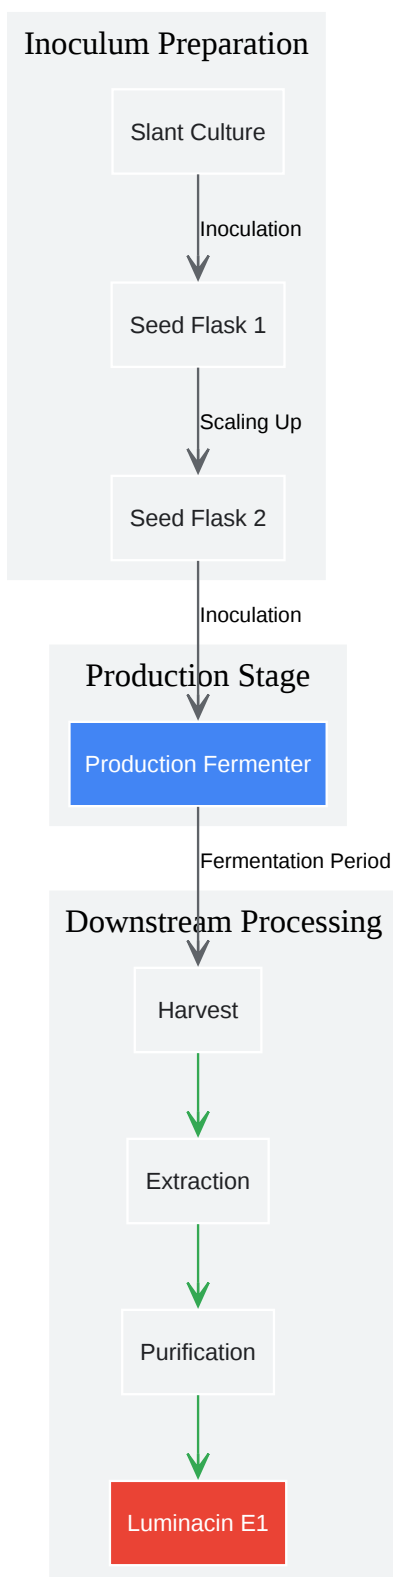 Inoculum Preparation
Slant Culture
Inoculation
Seed Flask 1
Scaling Up
Seed Flask 2
Inoculation
Production Stage
Production Fermenter
Fermentation Period
Downstream Processing
Harvest
Extraction
Purification
Luminacin E1